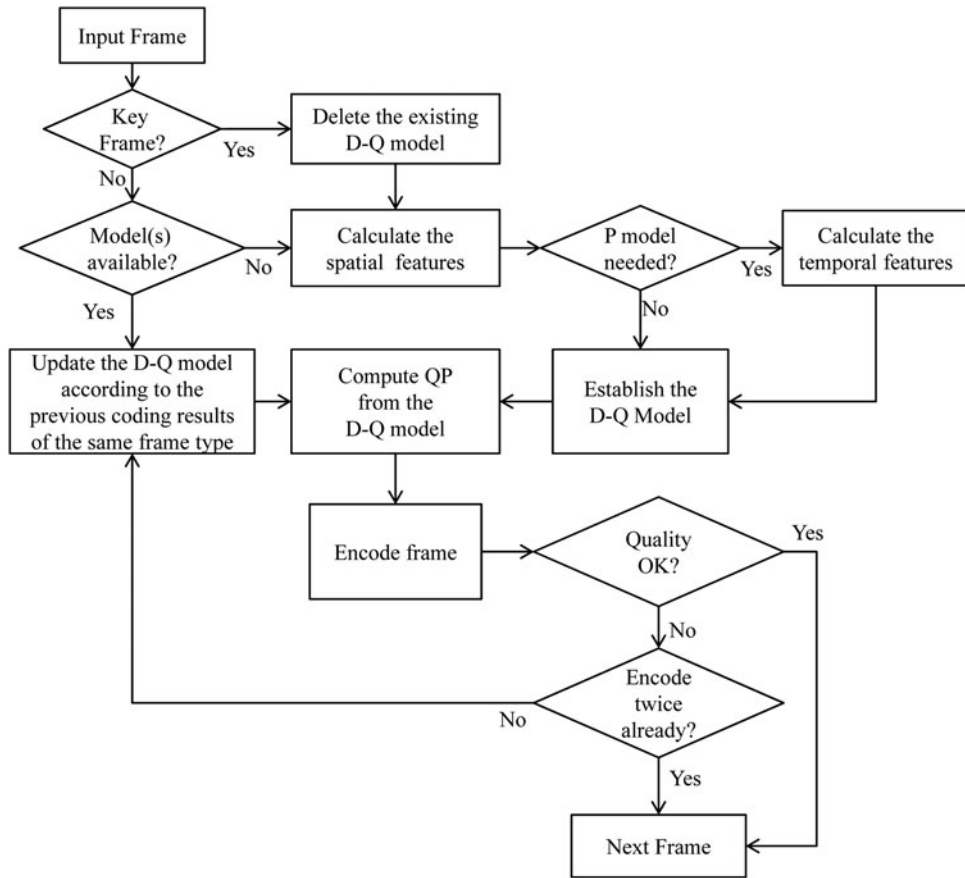 Input Frame
Key
Frame?
Yes
No
Delete the existing
D-Q model
Model(s)
available?
No
Yes
Calculate the
spatial features
P model
needed?
Yes
No
Calculate the
temporal features
Update the D-Q model
according to the
previous coding results
of the same frame type
Compute QP
from the
D-Q model
Establish the
D-Q Model
Encode frame
Quality
OK?
Yes
No
Encode
twice
already?
No
Yes
Next Frame